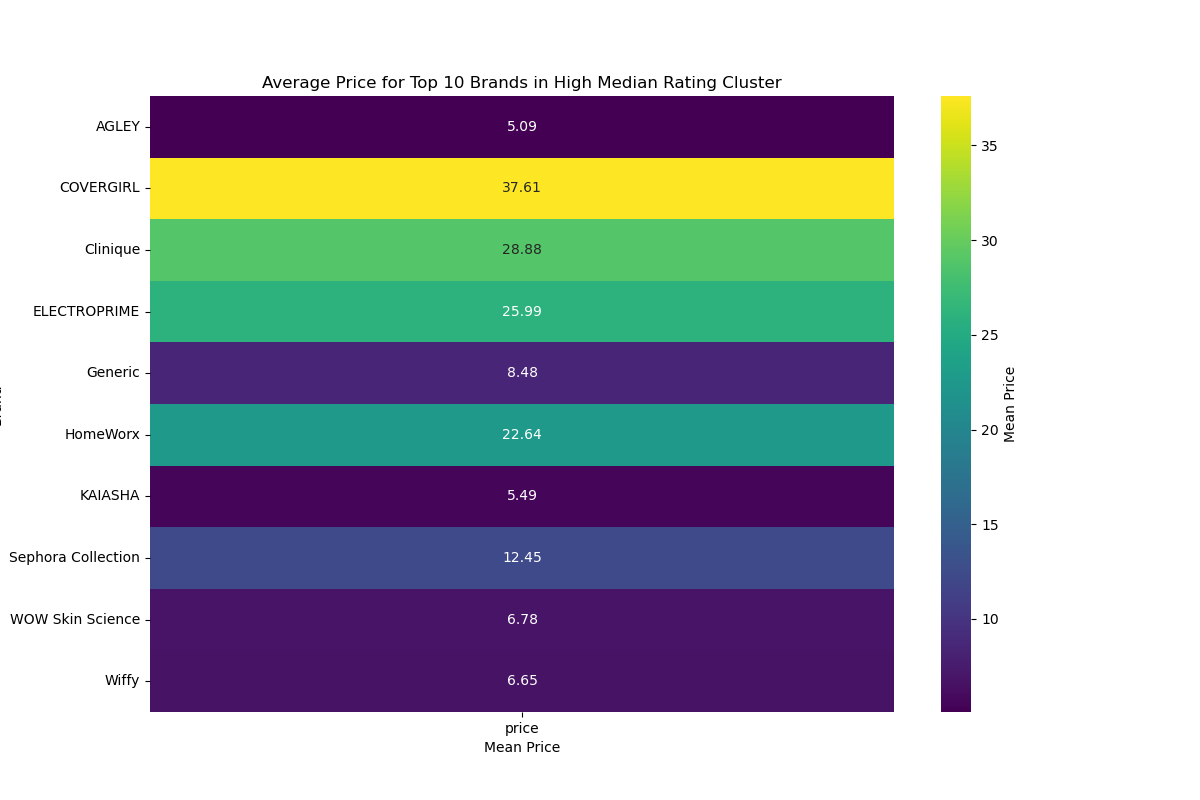 Average Price for Top 10 Brands in High Median Rating Cluster
AGLEY
5.09
COVERGIRL
37.61
Clinique
28.88
ELECTROPRIME
25.99
Generic
8.48
HomeWorx
22.64
KAIASHA
5.49
Sephora Collection
12.45
WOW Skin Science
6.78
Wiffy
6.65
price
Mean Price
35
30
25
20
15
10
Mean Price